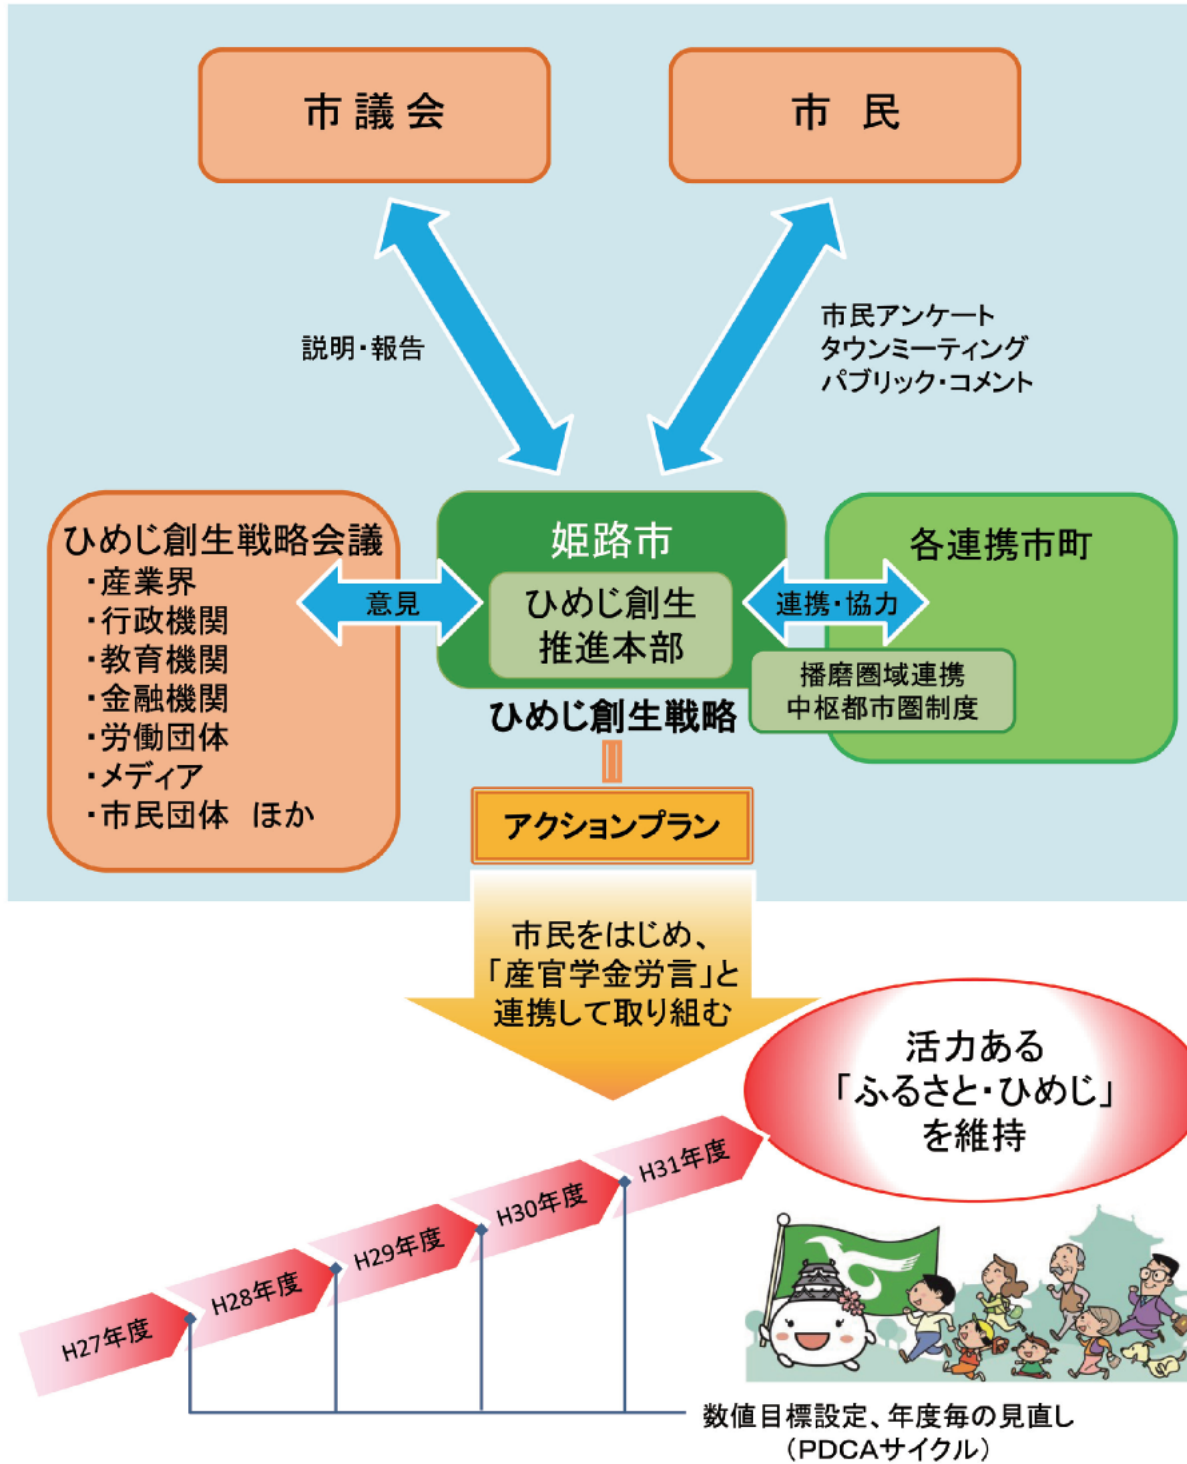 市議会
市　民
説明・報告
市民アンケート
タウンミーティング
パブリック・コメント
ひめじ創生戦略会議
・産業界
・行政機関
・教育機関
・金融機関
・労働団体
・メディア
・市民団体　ほか
意見
姫路市
ひめじ創生
推進本部
連携・協力
各連携市町
播磨圏域連携
中枢都市圏制度
ひめじ創生戦略
アクションプラン
市民をはじめ、
「産官学金労言」と
連携して取り組む
活力ある
「ふるさと・ひめじ」
を維持
H27年度
H28年度
H29年度
H30年度
H31年度
数値目標設定、年度毎の見直し
（PDCAサイクル）